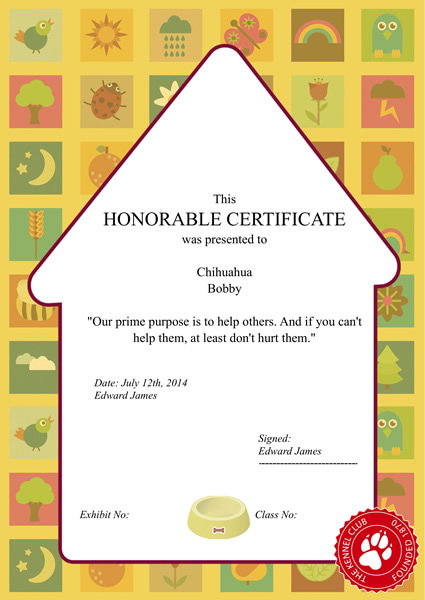 This
HONORABLE CERTIFICATE
was presented to
Chihuahua
Bobby
"Our prime purpose is to help others. And if you can't
help them, at least don't hurt them."
Date: July 12th, 2014
Edward James
Signed:
Edward James
Exhibit No:
Class No:
THE KENNEL CLUB
FOUNDED 1870